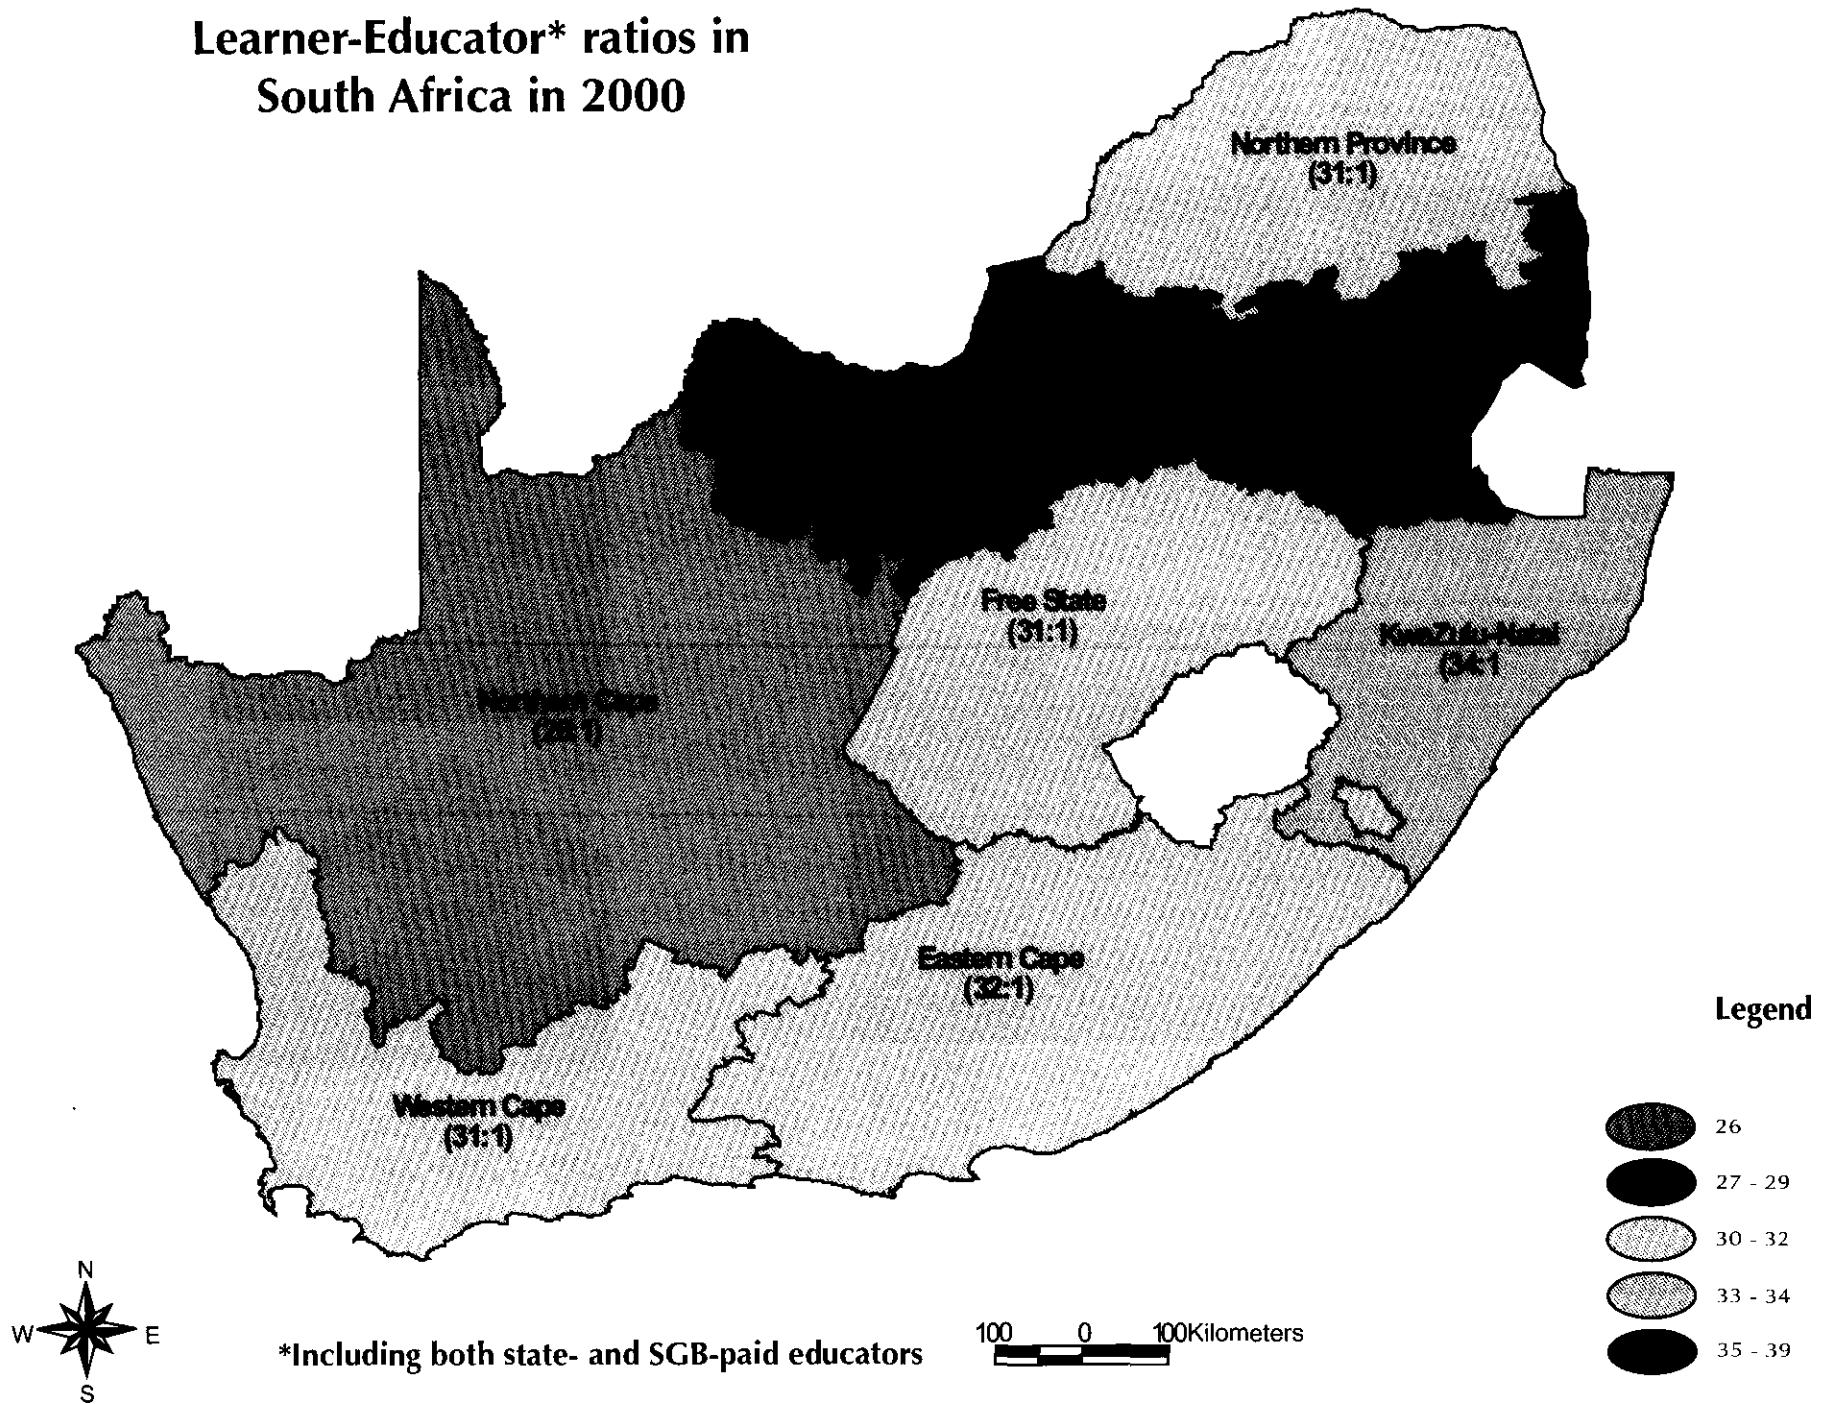 Learner-Educator* ratios in
South Africa in 2000
Northern Province
(31:1)
Free State
(31:1)
KwaZulu-Natal
(34:1
Northern Cape
Eastern Cape
(32:1)
Western Cape
(31:1)
Legend
26
27 - 29
30 - 32
33 - 34
35 - 39
N
W E
S
*Including both state- and SGB-paid educators
100 0 100Kilometers